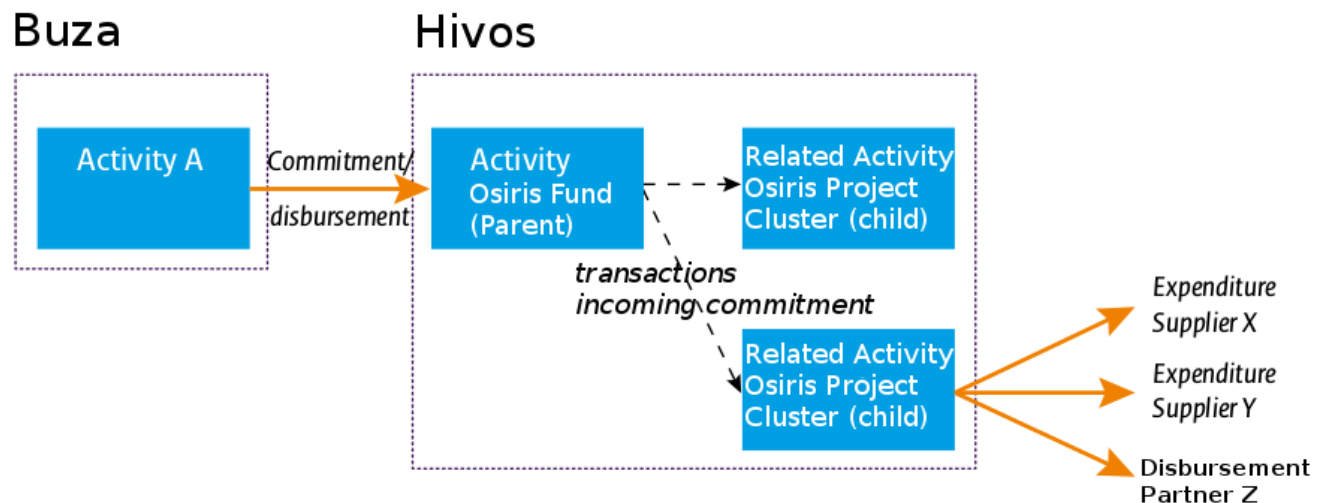 Buza
Hivos
Activity A
Commitment/
disbursement
Activity
Osiris Fund
(Parent)
Related Activity
Osiris Project
Cluster (child)
transactions
incoming commitment
Related Activity
Osiris Project
Cluster (child)
Expenditure
Supplier X
Expenditure
Supplier Y
Disbursement
Partner Z